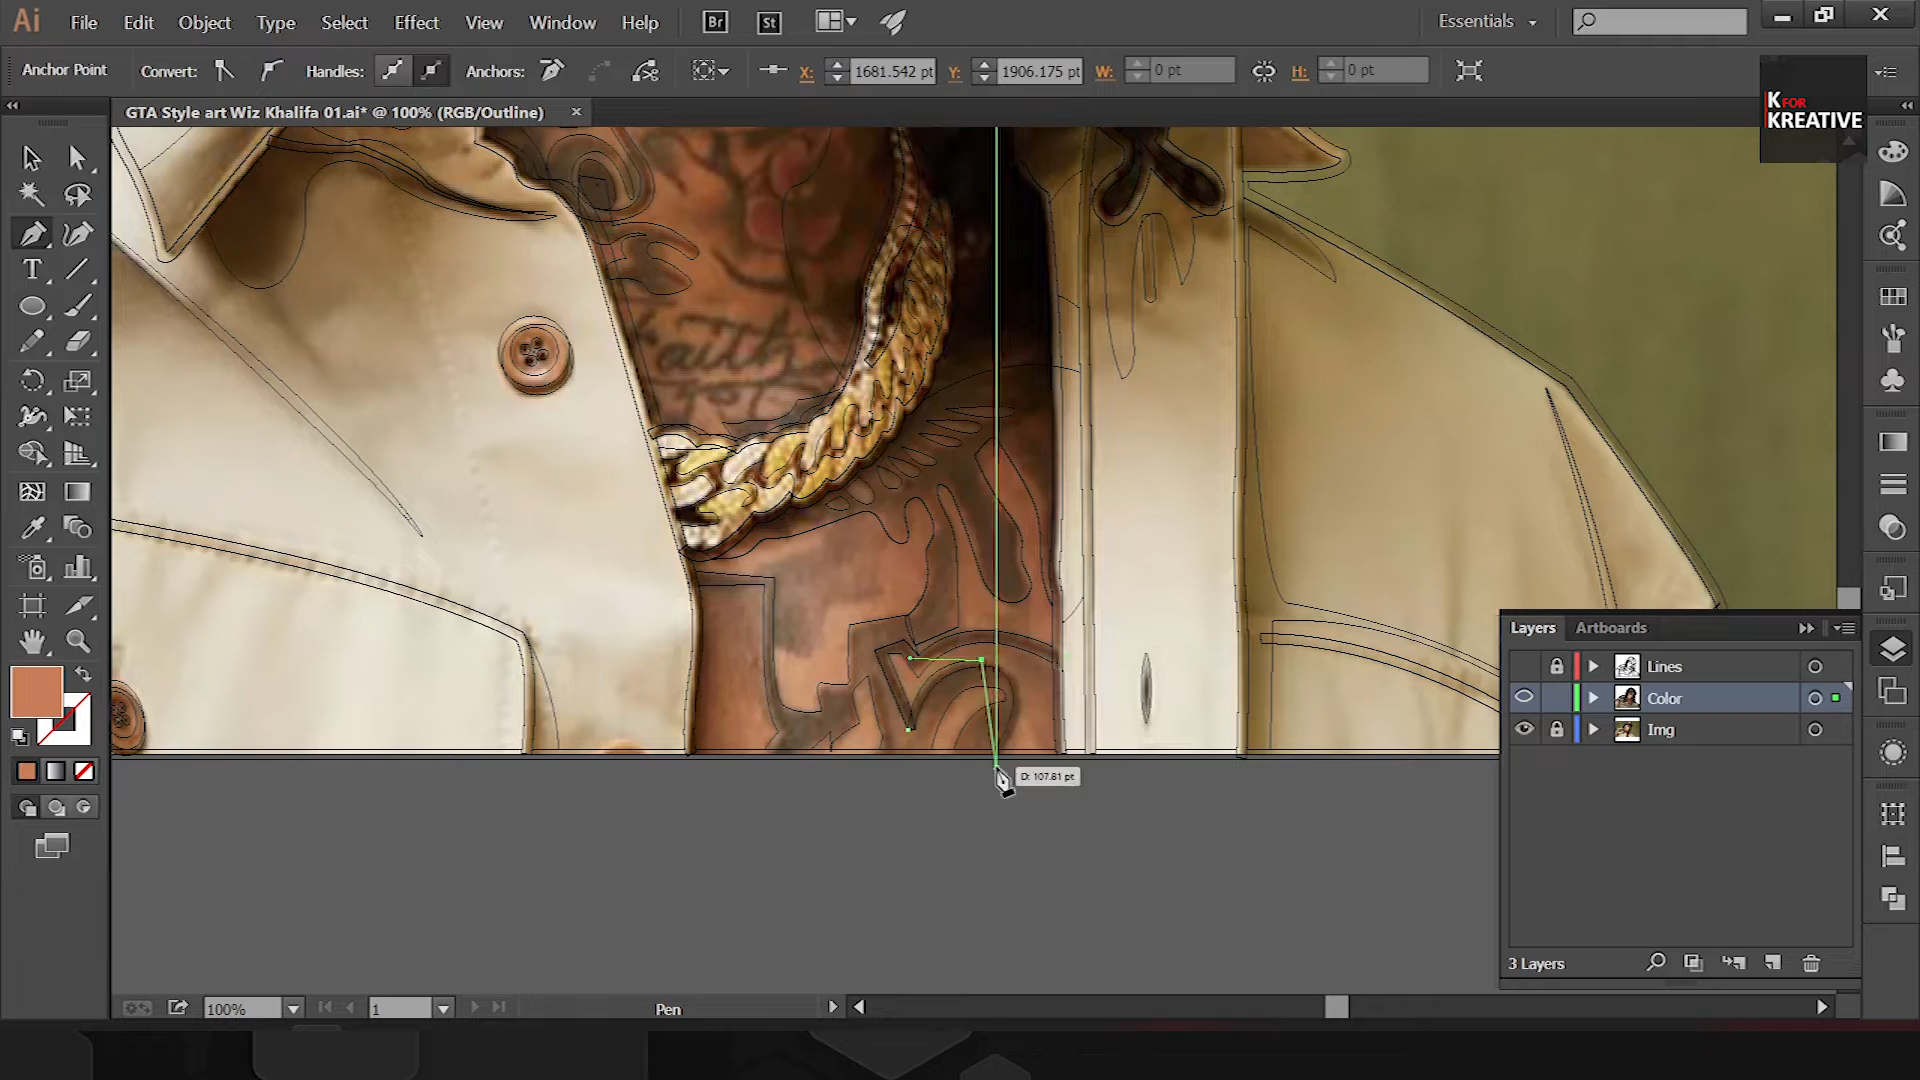 Ai File Edit Object Type Select Effect View Window Help Br St Essentials
Anchor Point Convert: Handles: Anchors: X: 1681.542 pt Y: 1906.175 pt W: 0 pt H: 0 pt
K FOR
KREATIVE
GTA Style art Wiz Khalifa 01.ai* @ 100% (RGB/Outline) ×
T
Layers Artboards
Lines
Color
Img
D: 107.81 pt
3 Layers
100% 1 Pen